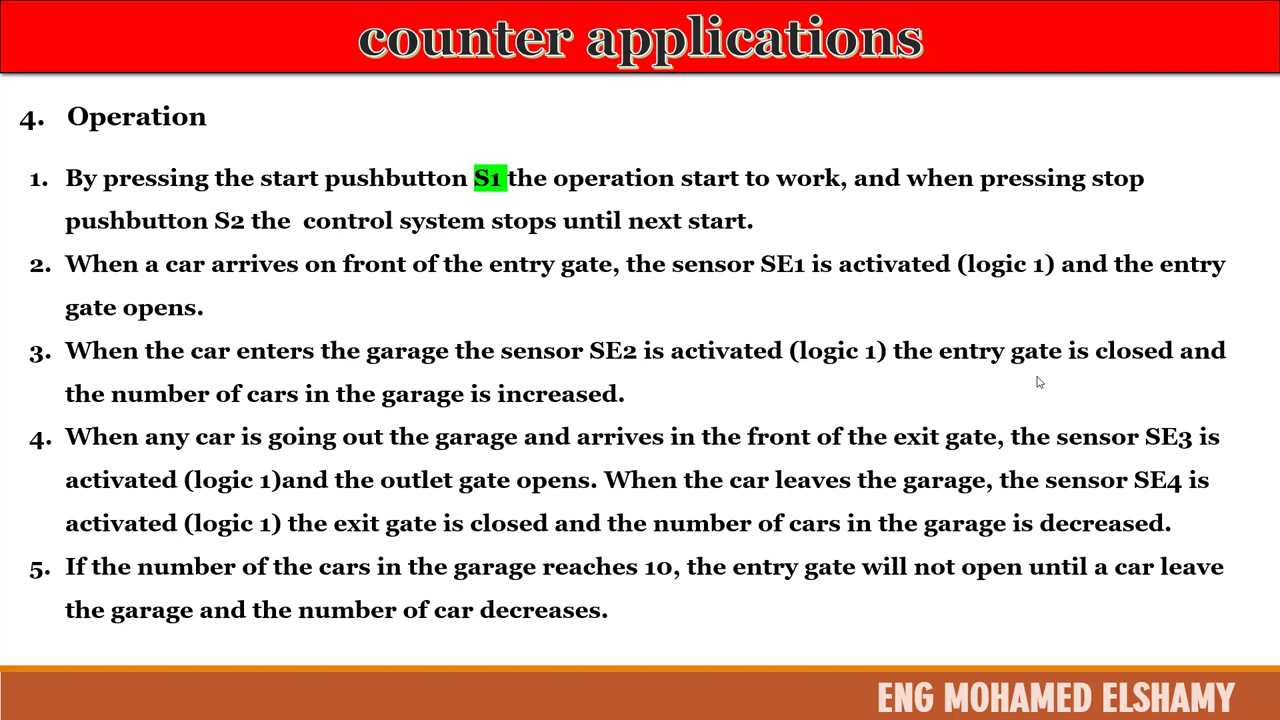 counter applications
4. Operation
1. By pressing the start pushbutton S1 the operation start to work, and when pressing stop
pushbutton S2 the control system stops until next start.
2. When a car arrives on front of the entry gate, the sensor SE1 is activated (logic 1) and the entry
gate opens.
3. When the car enters the garage the sensor SE2 is activated (logic 1) the entry gate is closed and
the number of cars in the garage is increased.
4. When any car is going out the garage and arrives in the front of the exit gate, the sensor SE3 is
activated (logic 1)and the outlet gate opens. When the car leaves the garage, the sensor SE4 is
activated (logic 1) the exit gate is closed and the number of cars in the garage is decreased.
5. If the number of the cars in the garage reaches 10, the entry gate will not open until a car leave
the garage and the number of car decreases.
ENG MOHAMED ELSHAMY